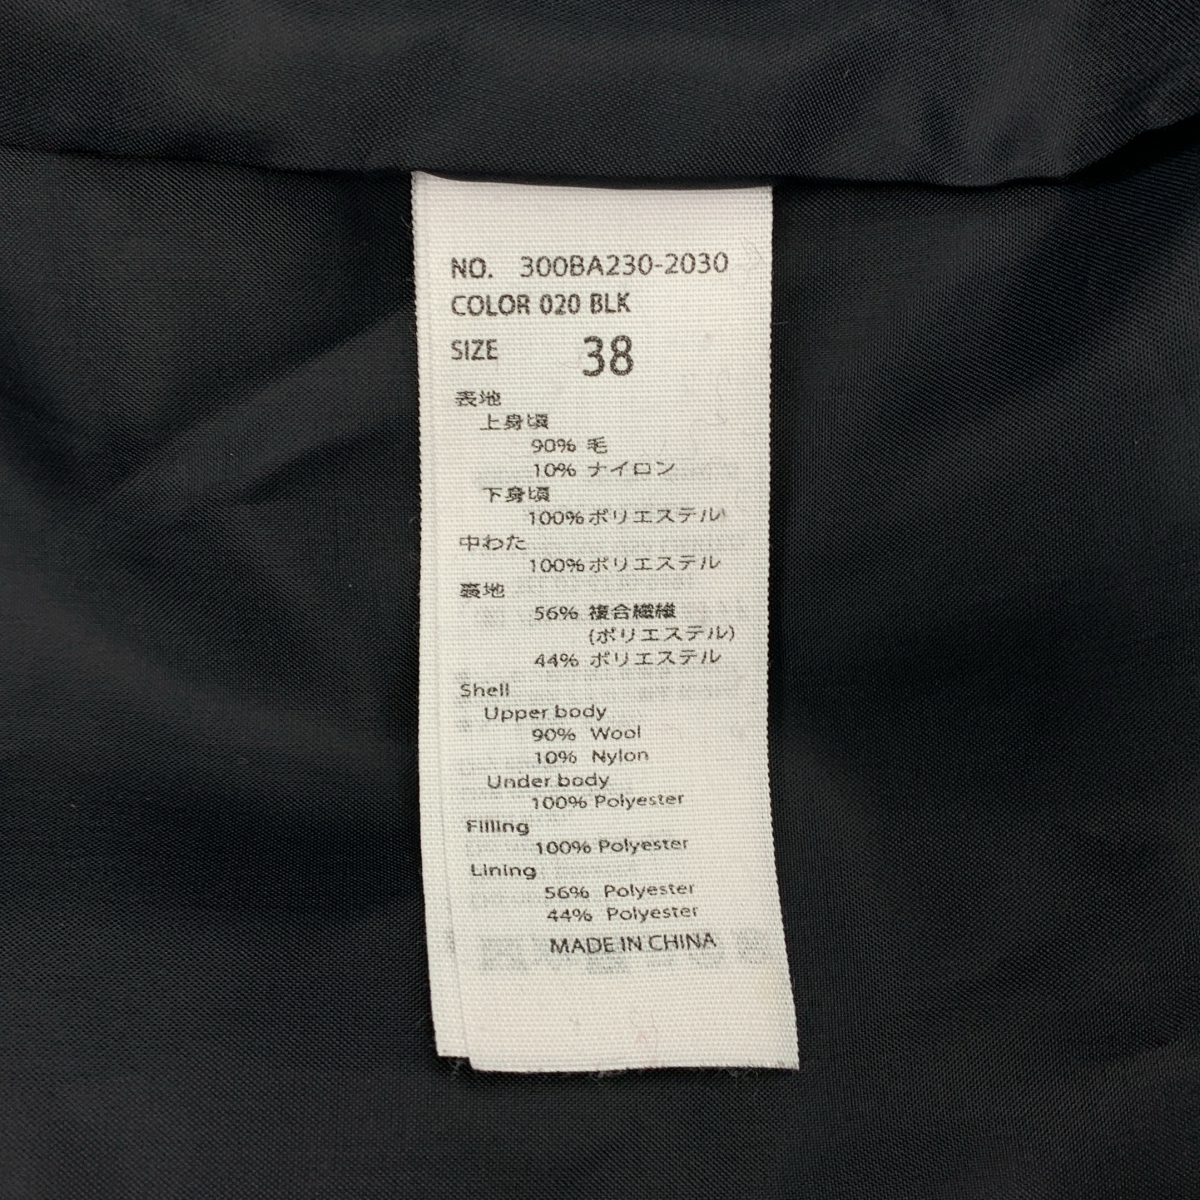 NO. 300BA230-2030
COLOR 020 BLK
SIZE 38
表地
上身頃
90% 毛
10% ナイロン
下身頃
100% ポリエステル
中わた
100% ポリエステル
裏地
56% 複合繊維
(ポリエステル)
44% ポリエステル
Shell
Upper body
90% Wool
10% Nylon
Under body
100% Polyester
Filling
100% Polyester
Lining
56% Polyester
44% Polyester
MADE IN CHINA